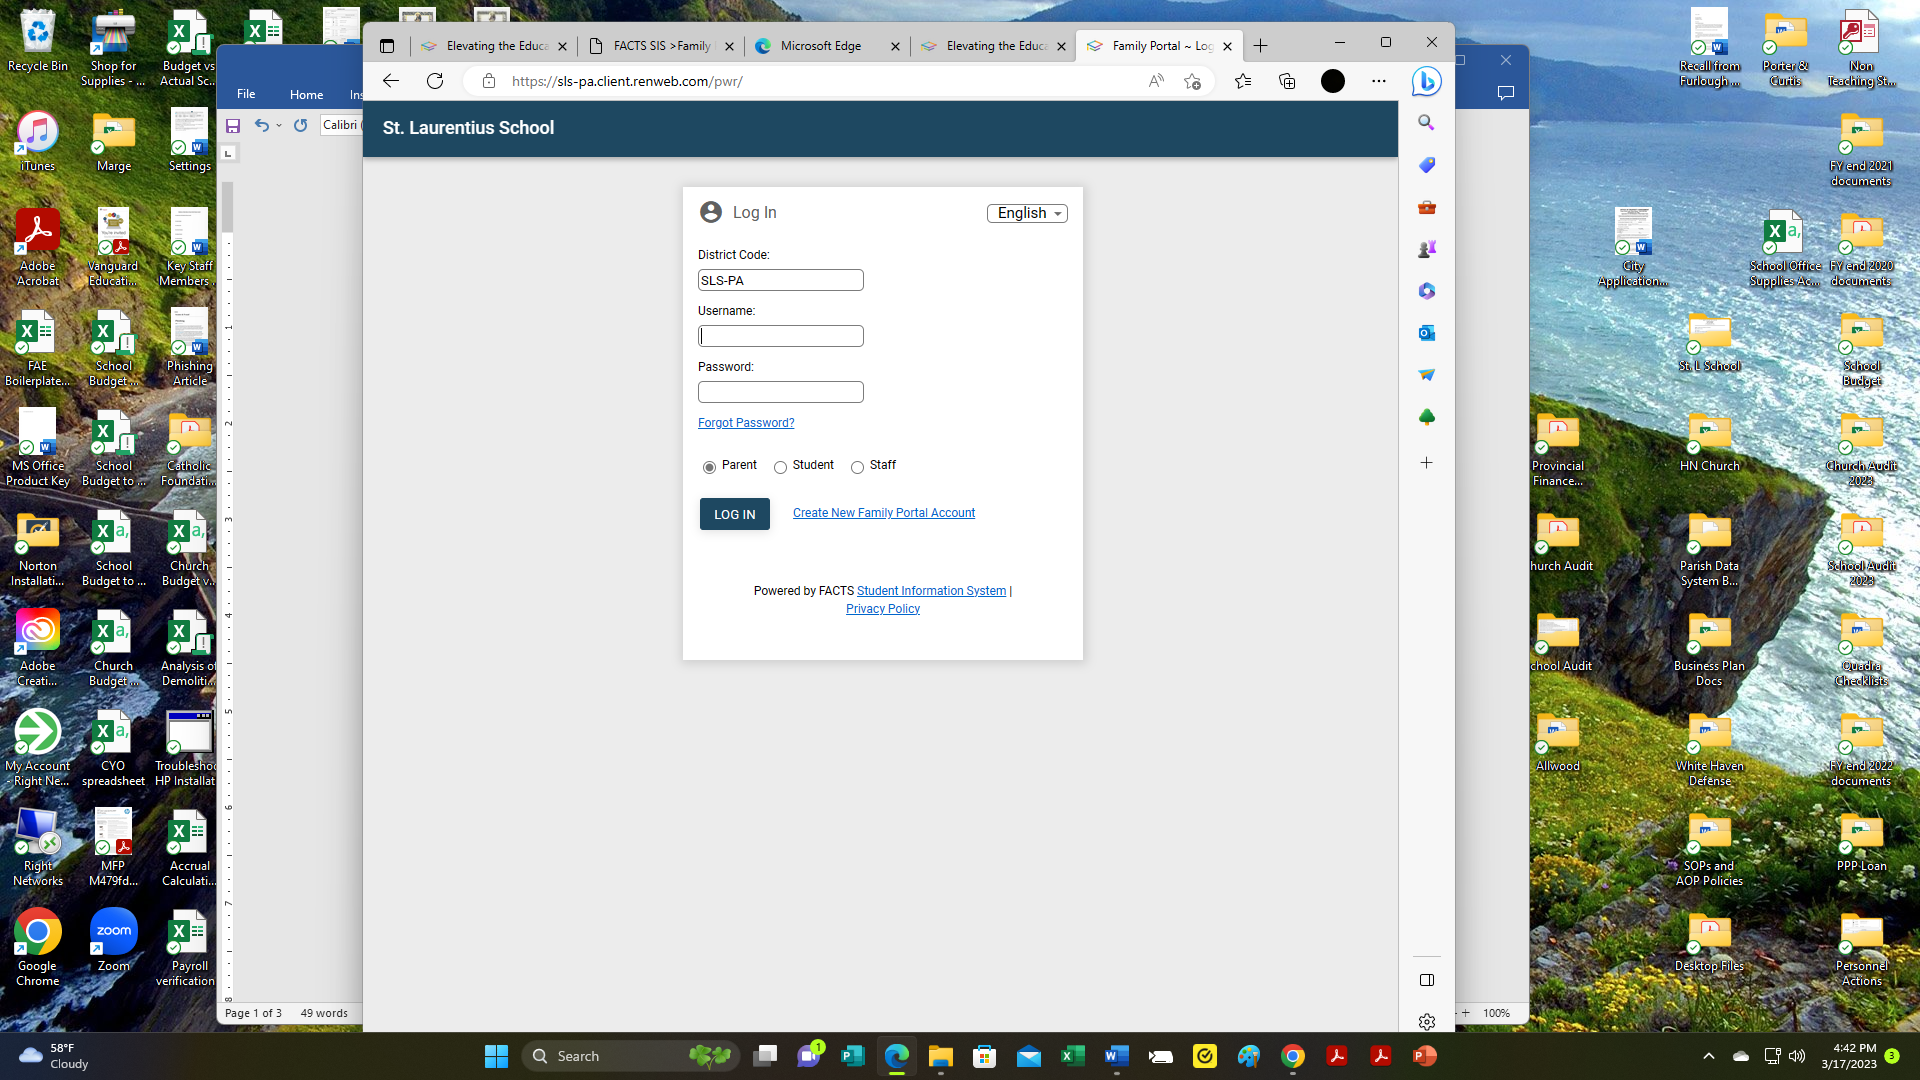 Recycle Bin
Shop for
Supplies - ...
Budget vs
Actual Sc...
iTunes
Marge
Settings
Adobe
Acrobat
Vanguard
Educati...
Key Staff
Members ...
FAE
Boilerplate...
School
Budget ...
Phishing
Article
MS Office
Product Key
School
Budget to ...
Catholic
Foundati...
Norton
Installati...
School
Budget to ...
Church
Budget v...
Adobe
Creati...
Church
Budget ...
Analysis of
Demoliti...
My Account
- Right Ne...
CYO
spreadsheet
Troubleshoo
HP Installat
Right
Networks
MFP
M479fd...
Accrual
Calculati...
Google
Chrome
Zoom
Payroll
verification
File
Home
Ins
Calibri (
Page 1 of 3
49 words
100%
Elevating the Educa
FACTS SIS >Family
Microsoft Edge
Elevating the Educa
Family Portal ~ Log
https://sls-pa.client.renweb.com/pwr/
St. Laurentius School
Log In
English
District Code:
SLS-PA
Username:
Password:
Forgot Password?
Parent
Student
Staff
LOG IN
Create New Family Portal Account
Powered by FACTS Student Information System |
Privacy Policy
Recall from
Furlough ...
Porter &
Curtis
Non
Teaching St...
FY end 2021
documents
City
Application...
School Office
Supplies Ac...
FY end 2020
documents
St. L School
School
Budget
Provincial
Finance...
HN Church
Church Audit
2023
hurch Audit
Parish Data
System B...
School Audit
2023
chool Audit
Business Plan
Docs
Quadra
Checklists
Allwood
White Haven
Defense
FY end 2022
documents
SOPs and
AOP Policies
PPP Loan
Desktop Files
Personnel
Actions
58°F
Cloudy
Search
1
4:42 PM
3/17/2023
3